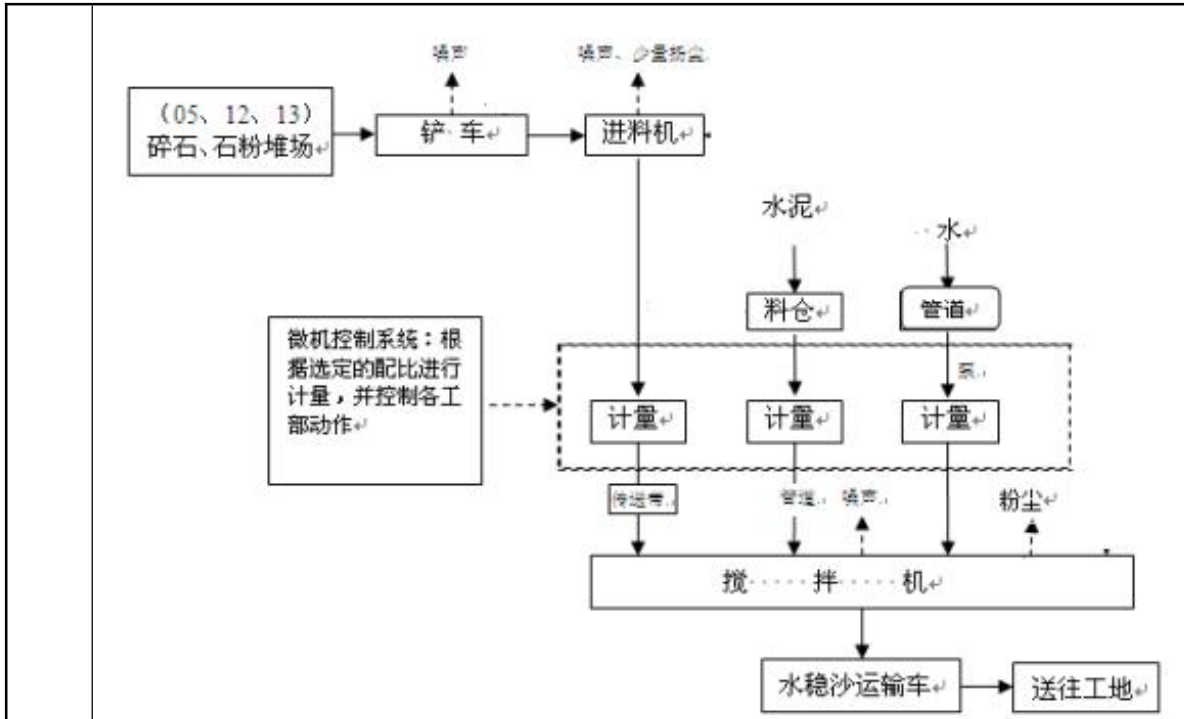 噪声
噪声、少量扬尘
（05、12、13）
碎石、石粉堆场
铲车
进料机
水泥
水
料仓
管道
微机控制系统：根
据选定的配比进行
计量，并控制各工
部动作
泵
计量
计量
计量
传送带
管道
噪声
粉尘
搅拌机
水稳沙运输车
送往工地